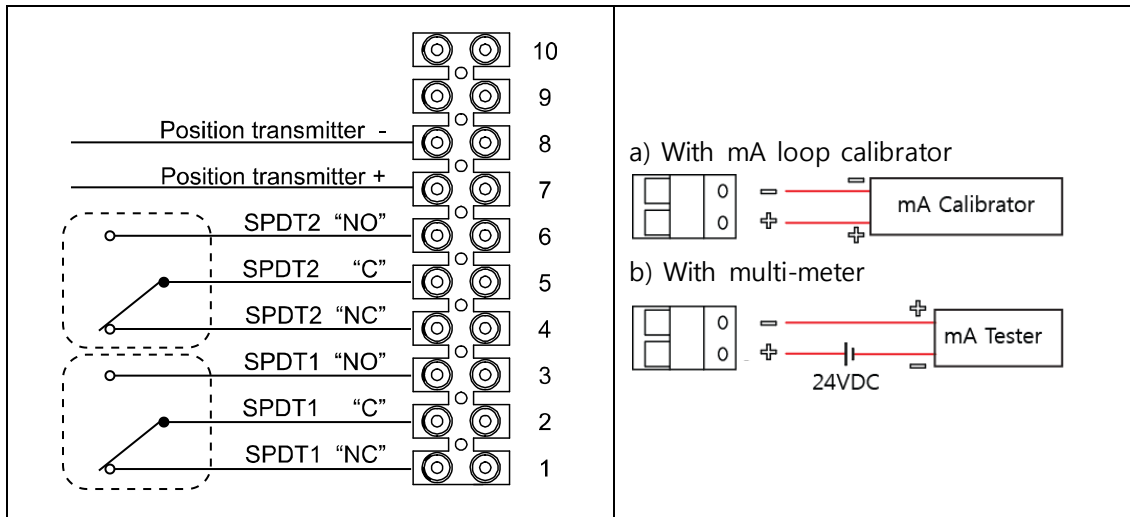 10
9
Position transmitter - 8
Position transmitter + 7
SPDT2 “NO” 6
SPDT2 “C” 5
SPDT2 “NC” 4
SPDT1 “NO” 3
SPDT1 “C” 2
SPDT1 “NC” 1
a) With mA loop calibrator
− −
mA Calibrator
+ +
b) With multi-meter
− +
mA Tester
+ −
24VDC